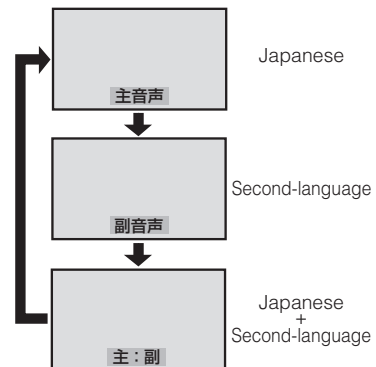 主音声
Japanese
副音声
Second-language
主：副
Japanese
+
Second-language